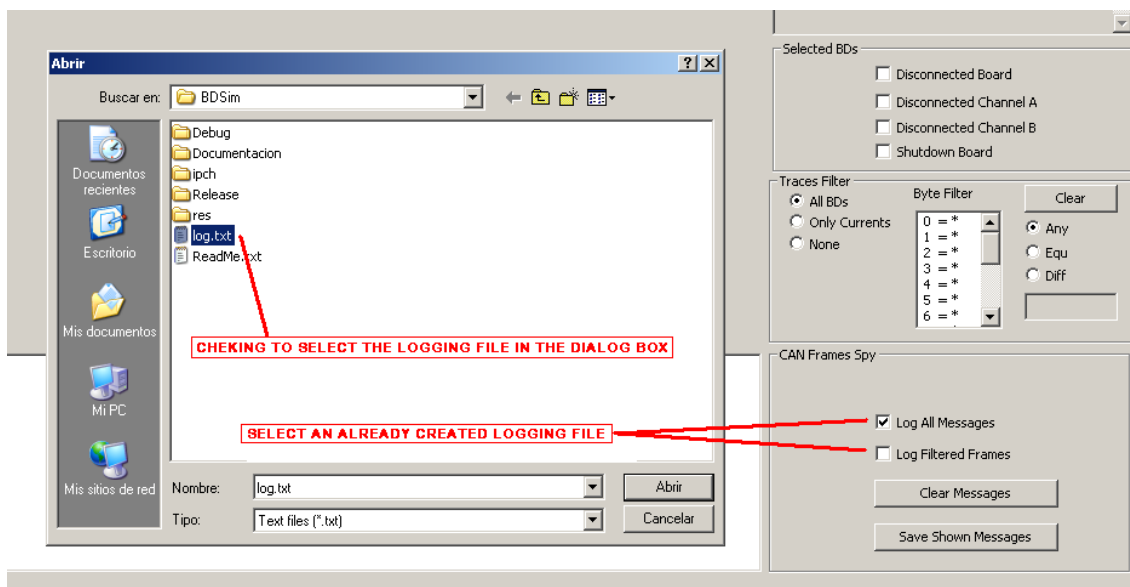 Abrir
Buscar en:
BDSim
Documentos
recientes
Escritorio
Mis documentos
Mi PC
Mis sitios de red
Debug
Documentacion
ipch
Release
res
log.txt
ReadMe.txt
CHEKING TO SELECT THE LOGGING FILE IN THE DIALOG BOX
SELECT AN ALREADY CREATED LOGGING FILE
Nombre:
log.txt
Abrir
Tipo:
Text files (*.txt)
Cancelar
Selected BDs
Disconnected Board
Disconnected Channel A
Disconnected Channel B
Shutdown Board
Traces Filter
All BDs
Only Currents
None
Byte Filter
0 = *
1 = *
2 = *
3 = *
4 = *
5 = *
6 = *
Clear
Any
Equ
Diff
CAN Frames Spy
Log All Messages
Log Filtered Frames
Clear Messages
Save Shown Messages